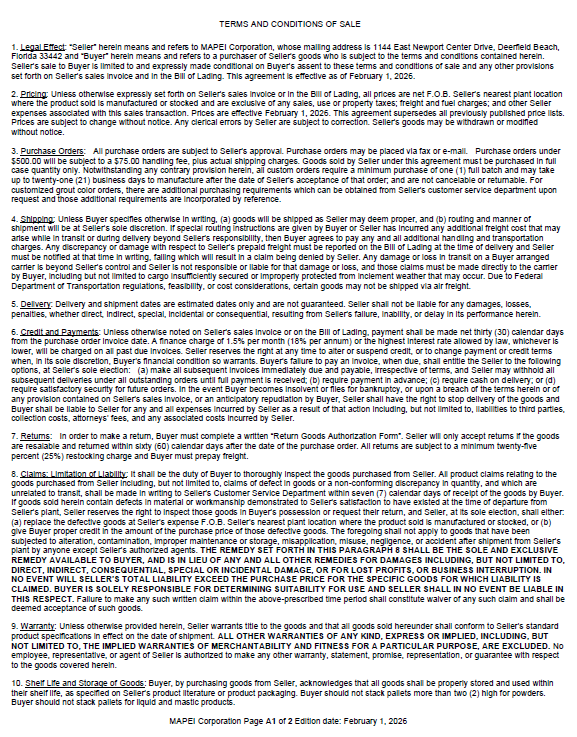 TERMS AND CONDITIONS OF SALE
1. Legal Effect: “Seller” herein means and refers to MAPEI Corporation, whose mailing address is 1144 East Newport Center Drive, Deerfield Beach,
Florida 33442 and “Buyer” herein means and refers to a purchaser of Seller's goods who is subject to the terms and conditions contained herein.
Seller's sale to Buyer is limited to and expressly made conditional on Buyer's assent to these terms and conditions of sale and any other provisions
set forth on Seller's sales invoice and in the Bill of Lading. This agreement is effective as of February 1, 2026.
2. Pricing: Unless otherwise expressly set forth on Seller's sales invoice or in the Bill of Lading, all prices are net F.O.B. Seller's nearest plant location
where the product sold is manufactured or stocked and are exclusive of any sales, use or property taxes; freight and fuel charges; and other Seller
expenses associated with this sales transaction. Prices are effective February 1, 2026. This agreement supersedes all previously published price lists.
Prices are subject to change without notice. Any clerical errors by Seller are subject to correction. Seller's goods may be withdrawn or modified
without notice.
3. Purchase Orders: All purchase orders are subject to Seller's approval. Purchase orders may be placed via fax or e-mail. Purchase orders under
$500.00 will be subject to a $75.00 handling fee, plus actual shipping charges. Goods sold by Seller under this agreement must be purchased in full
case quantity only. Notwithstanding any contrary provision herein, all custom orders require a minimum purchase of one (1) full batch and may take
up to twenty-one (21) business days to manufacture after the date of Seller's acceptance of that order, and are not cancelable or returnable. For
customized grout color orders, there are additional purchasing requirements which can be obtained from Seller's customer service department upon
request and those additional requirements are incorporated by reference.
4. Shipping: Unless Buyer specifies otherwise in writing, (a) goods will be shipped as Seller may deem proper, and (b) routing and manner of
shipment will be at Seller's sole discretion. If special routing instructions are given by Buyer or Seller has incurred any additional freight cost that may
arise while in transit or during delivery beyond Seller's responsibility, then Buyer agrees to pay any and all additional handling and transportation
charges. Any discrepancy or damage with respect to Seller's prepaid freight must be reported on the Bill of Lading at the time of delivery and Seller
must be notified at that time in writing, failing which will result in a claim being denied by Seller. Any damage or loss in transit on a Buyer arranged
carrier is beyond Seller's control and Seller is not responsible or liable for that damage or loss, and those claims must be made directly to the carrier
by Buyer, including but not limited to cargo insufficiently secured or improperly protected from inclement weather that may occur. Due to Federal
Department of Transportation regulations, feasibility, or cost considerations, certain goods may not be shipped via air freight.
5. Delivery: Delivery and shipment dates are estimated dates only and are not guaranteed. Seller shall not be liable for any damages, losses,
penalties, whether direct, indirect, special, incidental or consequential, resulting from Seller's failure, inability, or delay in its performance herein.
6. Credit and Payments: Unless otherwise noted on Seller's sales invoice or on the Bill of Lading, payment shall be made net thirty (30) calendar days
from the purchase order invoice date. A finance charge of 1.5% per month (18% per annum) or the highest interest rate allowed by law, whichever is
lower, will be charged on all past due invoices. Seller reserves the right at any time to alter or suspend credit, or to change payment or credit terms
when, in its sole discretion, Buyer's financial condition so warrants. Buyer's failure to pay an invoice, when due, shall entitle the Seller to the following
options, at Seller's sole election: (a) make all subsequent invoices immediately due and payable, irrespective of terms, and Seller may withhold all
subsequent deliveries under all outstanding orders until full payment is received; (b) require payment in advance; (c) require cash on delivery; or (d)
require satisfactory security for future orders. In the event Buyer becomes insolvent or files for bankruptcy, or upon a breach of the terms herein or of
any provision contained on Seller's sales invoice, or an anticipatory repudiation by Buyer, Seller shall have the right to stop delivery of the goods and
Buyer shall be liable to Seller for any and all expenses incurred by Seller as a result of that action including, but not limited to, liabilities to third parties,
collection costs, attorneys' fees, and any associated costs incurred by Seller.
7. Returns: In order to make a return, Buyer must complete a written “Return Goods Authorization Form”. Seller will only accept returns if the goods
are resalable and returned within sixty (60) calendar days after the date of the purchase order. All returns are subject to a minimum twenty-five
percent (25%) restocking charge and Buyer must prepay freight.
8. Claims; Limitation of Liability: It shall be the duty of Buyer to thoroughly inspect the goods purchased from Seller. All product claims relating to the
goods purchased from Seller including, but not limited to, claims of defect in goods or a non-conforming discrepancy in quantity, and which are
unrelated to transit, shall be made in writing to Seller's Customer Service Department within seven (7) calendar days of receipt of the goods by Buyer.
If goods sold herein contain defects in material or workmanship demonstrated to Seller's satisfaction to have existed at the time of departure from
Seller's plant, Seller reserves the right to inspect those goods in Buyer's possession or request their return and, at its sole election, shall either:
(a) replace the defective goods at Seller's expense F.O.B. Seller's nearest plant location where the product is manufactured or stocked, or (b)
give Buyer proper credit in the amount of the purchase price of those defective goods. The foregoing shall not apply to goods that have been
subjected to alteration, contamination, improper maintenance or storage, misapplication, misuse, negligence, or accident after shipment from Seller's
plant by anyone except Seller's authorized agents. THE REMEDY SET FORTH IN THIS PARAGRAPH 8 SHALL BE THE SOLE AND EXCLUSIVE
REMEDY AVAILABLE TO BUYER, AND IS IN LIEU OF ANY AND ALL OTHER REMEDIES FOR DAMAGES INCLUDING, BUT NOT LIMITED TO,
DIRECT, INDIRECT, CONSEQUENTIAL, SPECIAL OR INCIDENTAL DAMAGE, OR FOR LOST PROFITS, OR BUSINESS INTERRUPTION. IN
NO EVENT WILL SELLER'S TOTAL LIABILITY EXCEED THE PURCHASE PRICE FOR THE SPECIFIC GOODS FOR WHICH LIABILITY IS
CLAIMED. BUYER IS SOLELY RESPONSIBLE FOR DETERMINING SUITABILITY FOR USE AND SELLER SHALL IN NO EVENT BE LIABLE IN
THIS RESPECT. Failure to make any such written claim within the above-prescribed time period shall constitute waiver of any such claim and shall be
deemed acceptance of such goods.
9. Warranty: Unless otherwise provided herein, Seller warrants title to the goods and that all goods sold hereunder shall conform to Seller's standard
product specifications in effect on the date of shipment. ALL OTHER WARRANTIES OF ANY KIND, EXPRESS OR IMPLIED, INCLUDING, BUT
NOT LIMITED TO, THE IMPLIED WARRANTIES OF MERCHANTABILITY AND FITNESS FOR A PARTICULAR PURPOSE, ARE EXCLUDED. No
employee, representative, or agent of Seller is authorized to make any other warranty, statement, promise, representation, or guarantee with respect
to the goods covered herein.
10. Shelf Life and Storage of Goods: Buyer, by purchasing goods from Seller, acknowledges that all goods shall be properly stored and used within
their shelf life, as specified on Seller's product literature or product packaging. Buyer should not stack pallets more than two (2) high for powders.
Buyer should not stack pallets for liquid and mastic products.
MAPEI Corporation Page A1 of 2 Edition date: February 1, 2026